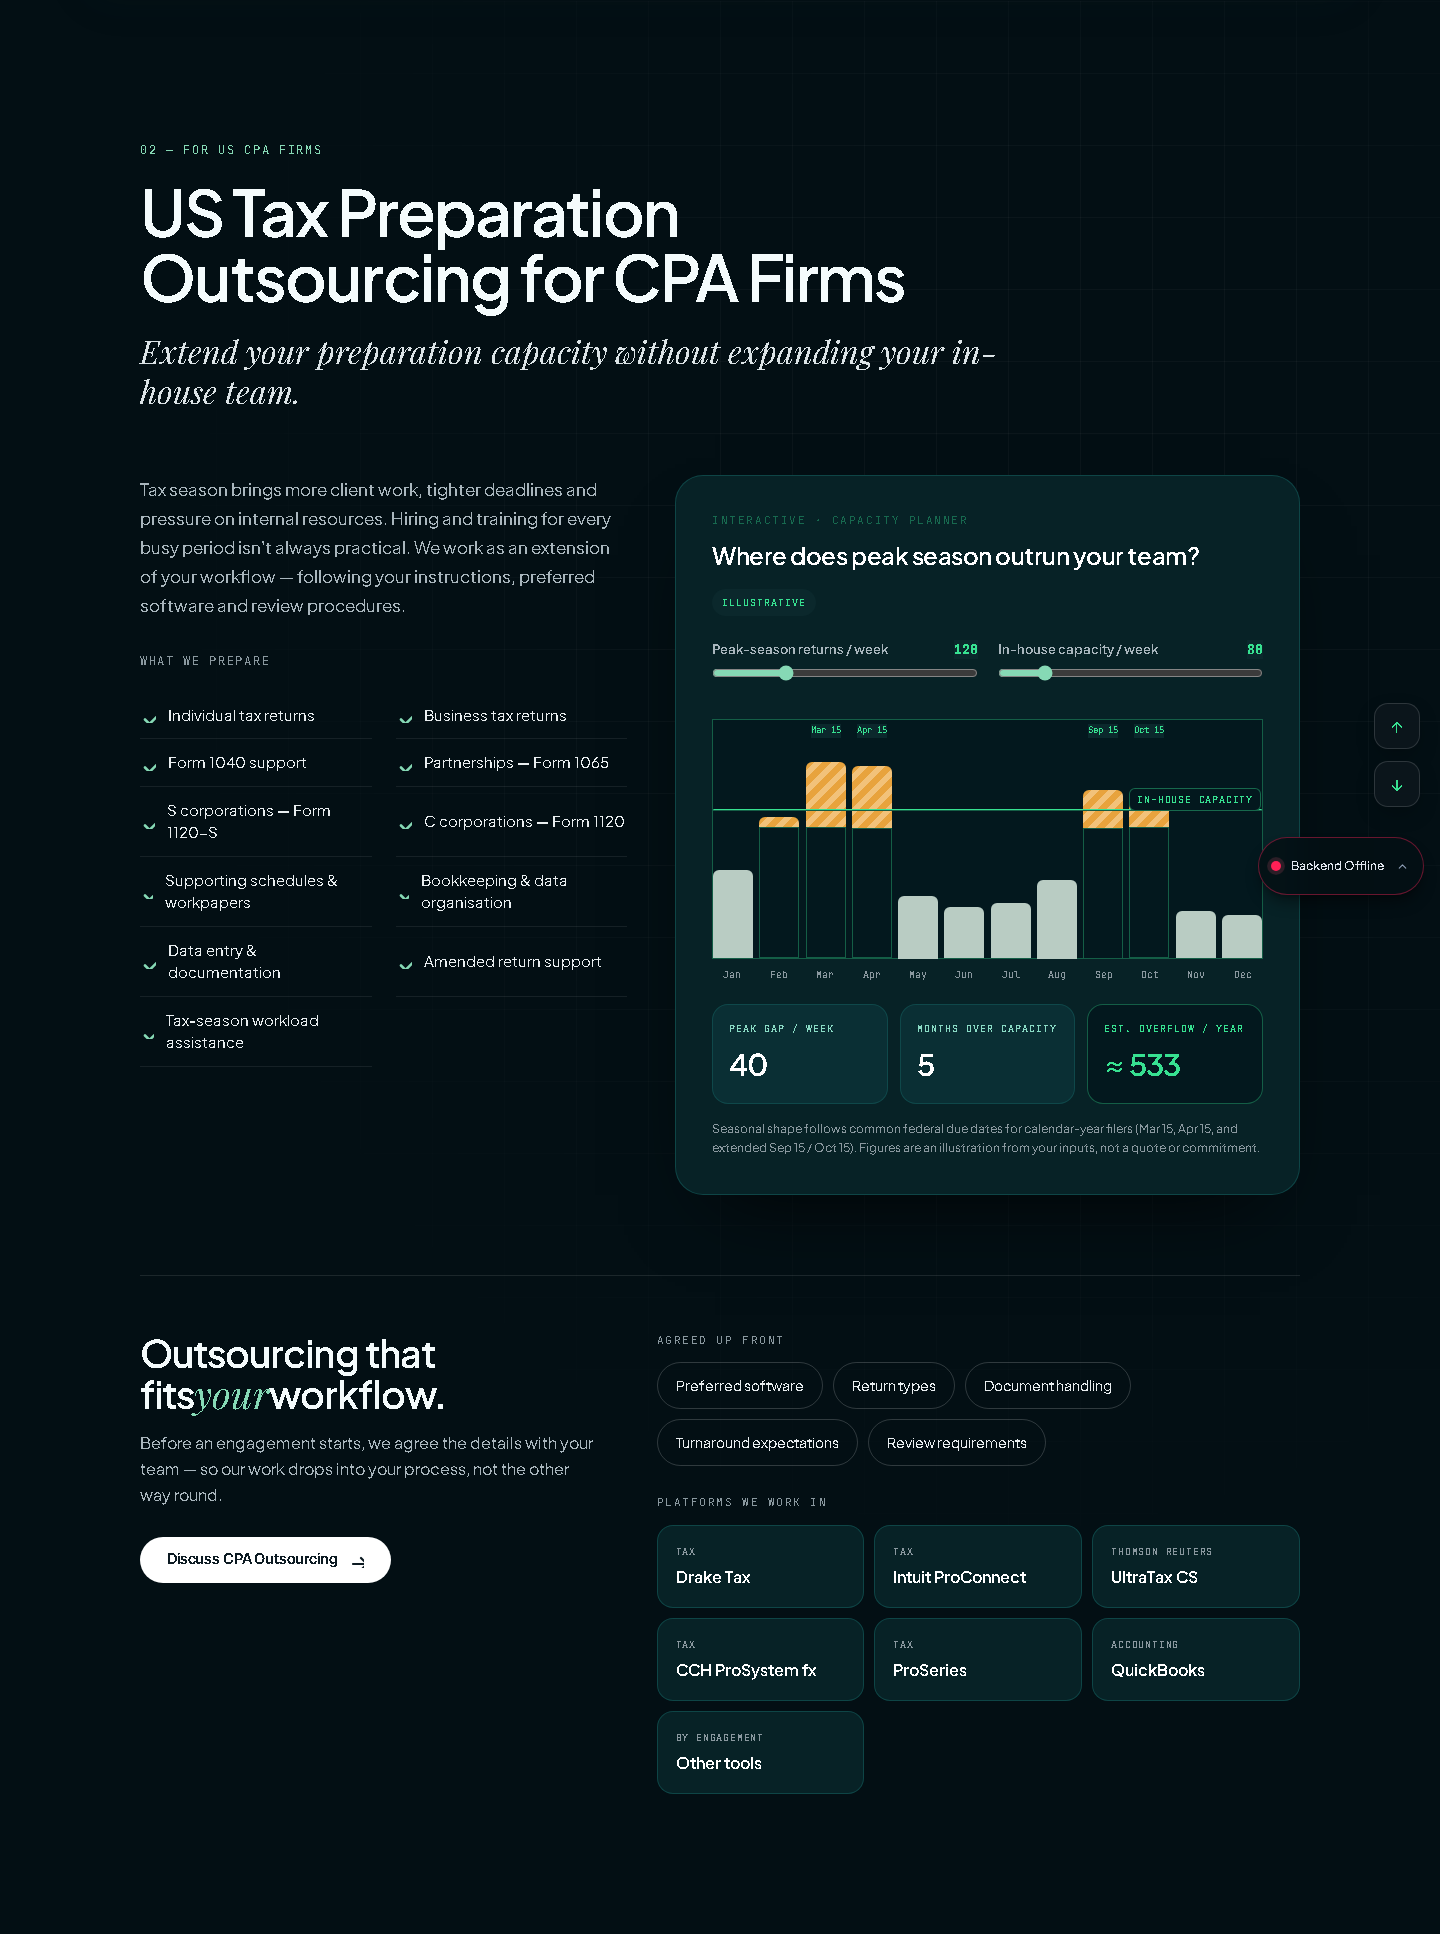 02 — FOR US CPA FIRMS
US Tax Preparation
Outsourcing for CPA Firms
Extend your preparation capacity without expanding your in-
house team.
Tax season brings more client work, tighter deadlines and
pressure on internal resources. Hiring and training for every
busy period isn't always practical. We work as an extension
of your workflow — following your instructions, preferred
software and review procedures.
WHAT WE PREPARE
Individual tax returns
Business tax returns
Form 1040 support
Partnerships — Form 1065
S corporations — Form
1120-S
C corporations — Form 1120
Supporting schedules &
workpapers
Bookkeeping & data
organisation
Data entry &
documentation
Amended return support
Tax-season workload
assistance
INTERACTIVE · CAPACITY PLANNER
Where does peak season outrun your team?
ILLUSTRATIVE
Peak-season returns / week 120
In-house capacity / week 80
Mar 15 Apr 15 Sep 15 Oct 15
IN-HOUSE CAPACITY
Jan Feb Mar Apr May Jun Jul Aug Sep Oct Nov Dec
PEAK GAP / WEEK
40
MONTHS OVER CAPACITY
5
EST. OVERFLOW / YEAR
≈ 533
Seasonal shape follows common federal due dates for calendar-year filers (Mar 15, Apr 15, and
extended Sep 15 / Oct 15). Figures are an illustration from your inputs, not a quote or commitment.
Backend Offline
Outsourcing that
fits your workflow.
Before an engagement starts, we agree the details with your
team — so our work drops into your process, not the other
way round.
Discuss CPA Outsourcing
AGREED UP FRONT
Preferred software
Return types
Document handling
Turnaround expectations
Review requirements
PLATFORMS WE WORK IN
TAX
Drake Tax
TAX
Intuit ProConnect
THOMSON REUTERS
UltraTax CS
TAX
CCH ProSystem fx
TAX
ProSeries
ACCOUNTING
QuickBooks
BY ENGAGEMENT
Other tools